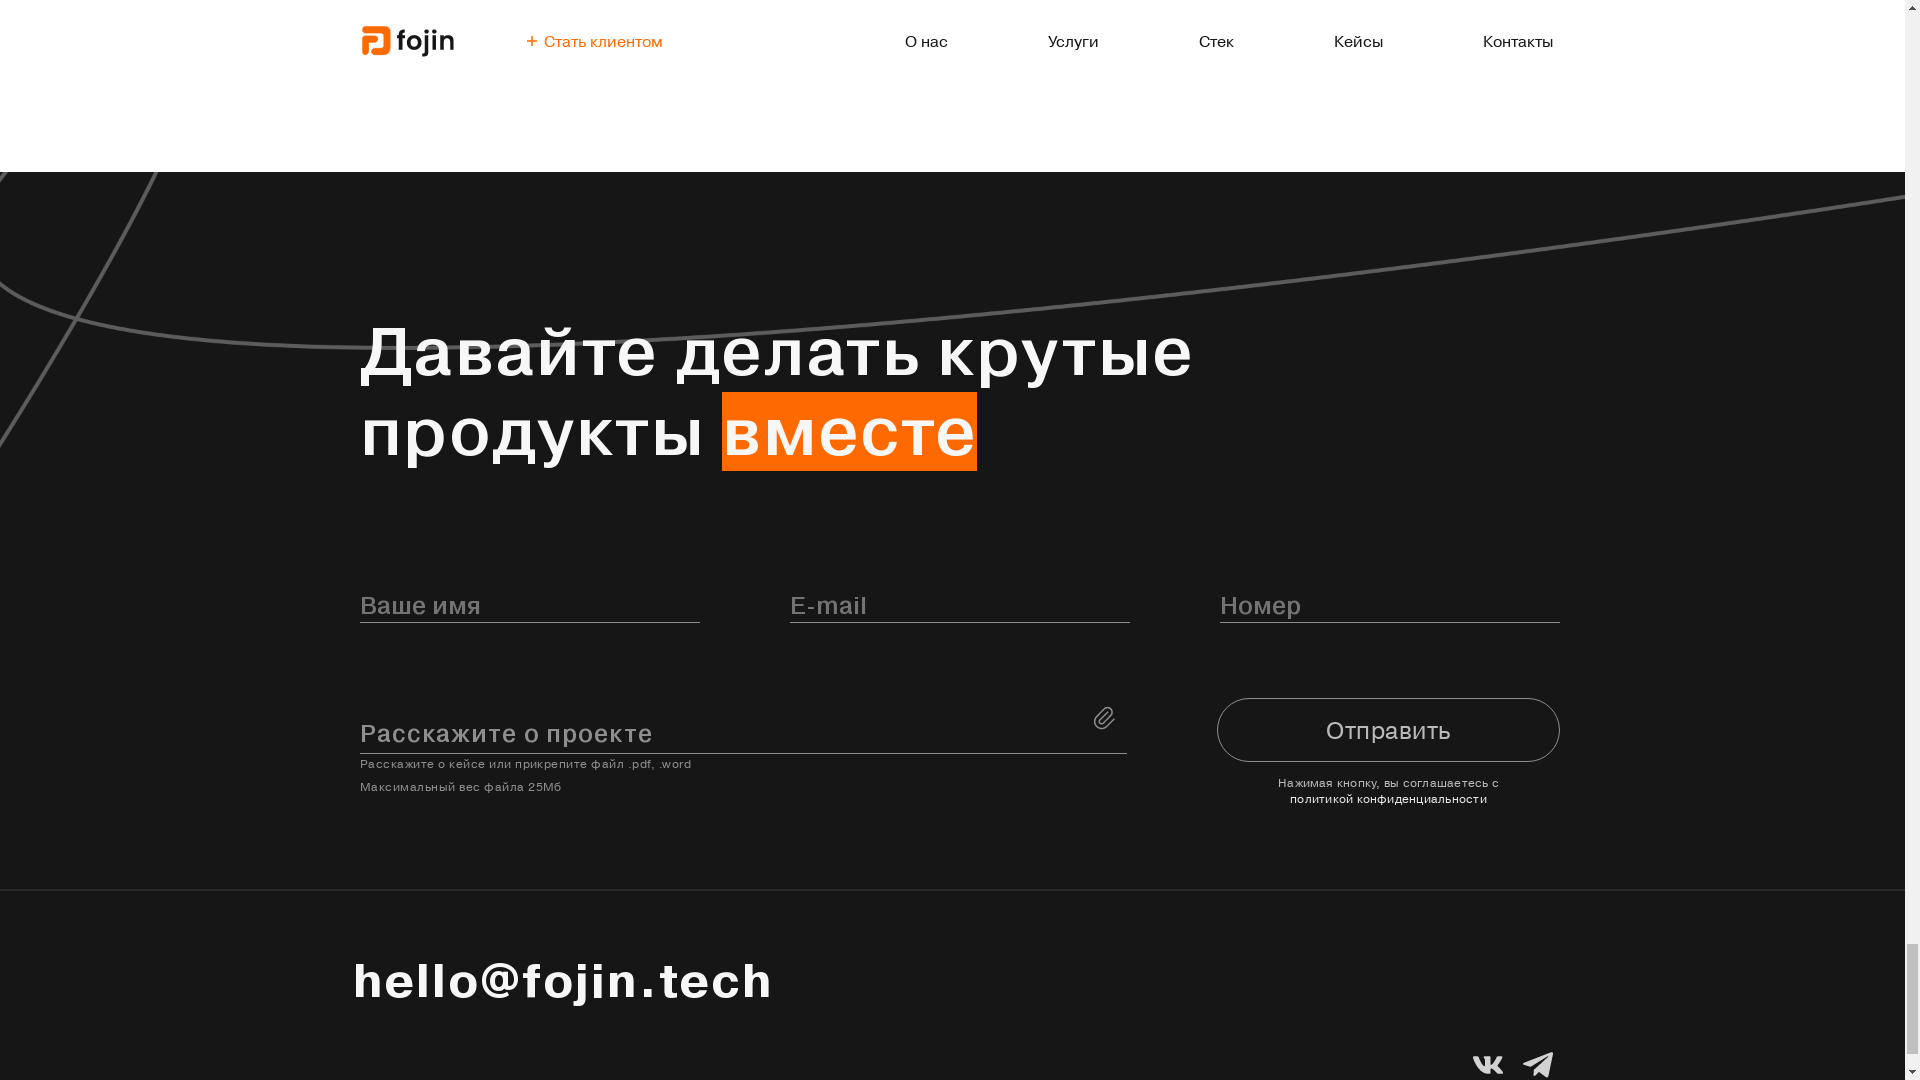 fojin
+ Стать клиентом
О нас
Услуги
Стек
Кейсы
Контакты
Давайте делать крутые
продукты вместе
Ваше имя
E-mail
Номер
Расскажите о проекте
Расскажите о кейсе или прикрепите файл .pdf, .word
Максимальный вес файла 25Мб
Отправить
Нажимая кнопку, вы соглашаетесь с
политикой конфиденциальности
hello@fojin.tech